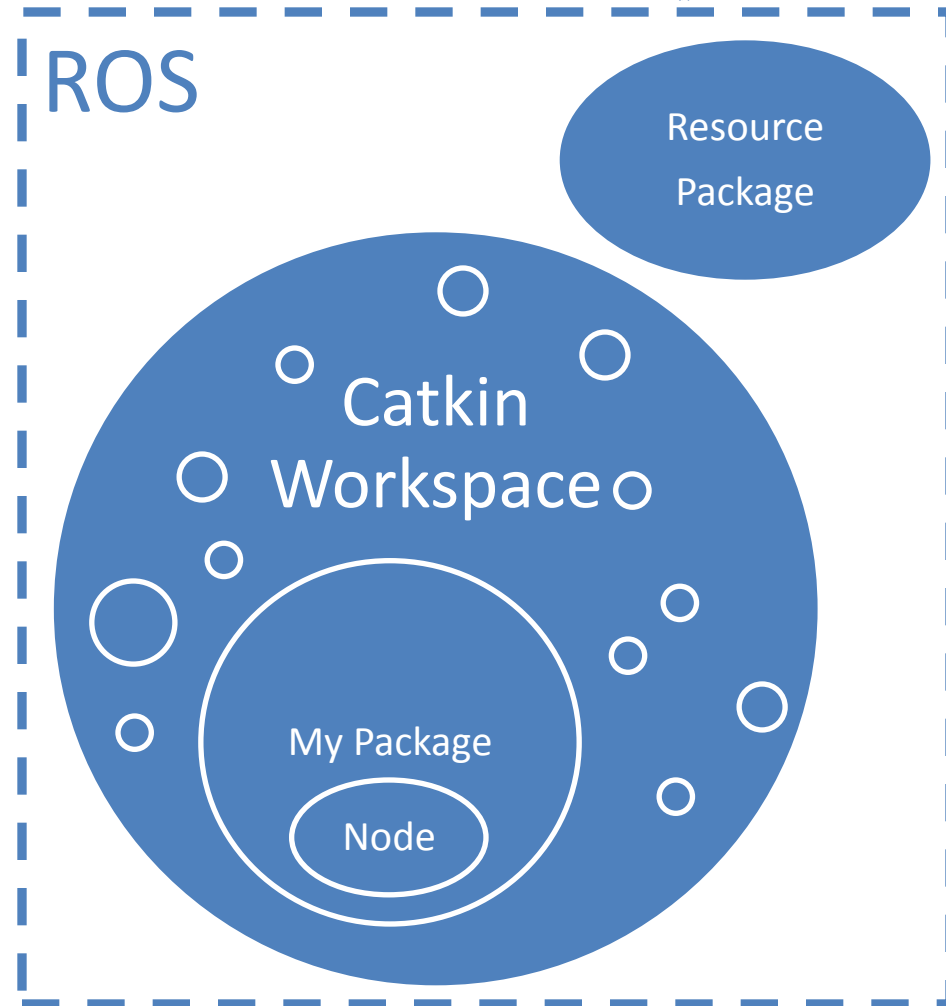 ROS
Resource
Package
Catkin
Workspace
My Package
Node